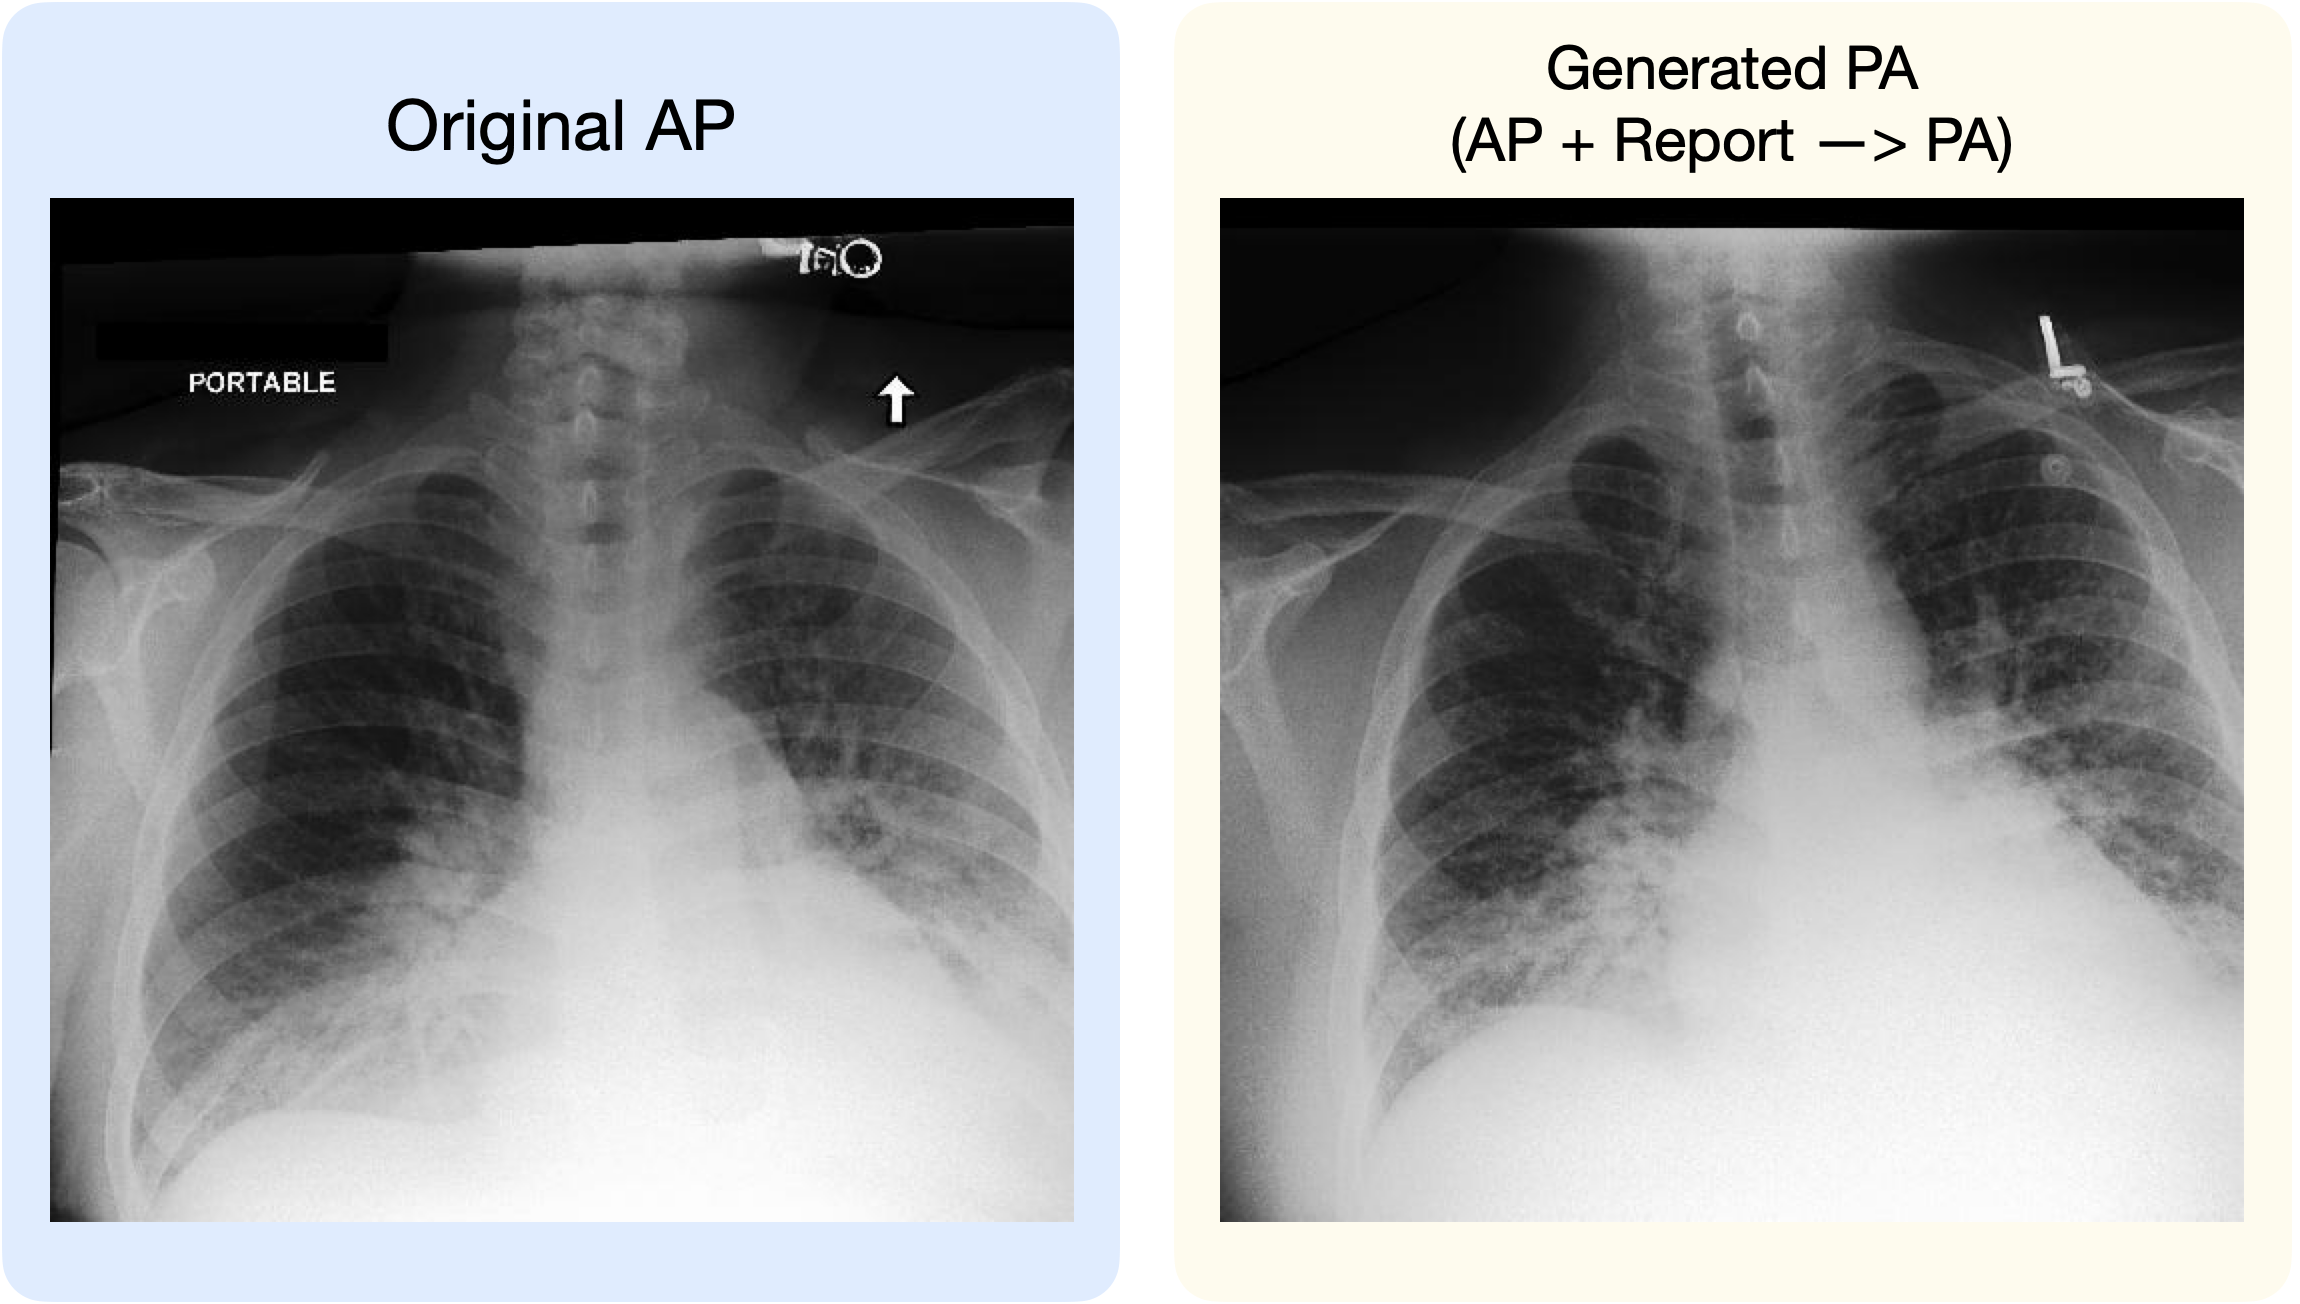 Original AP
PORTABLE
Generated PA
(AP + Report —> PA)
L